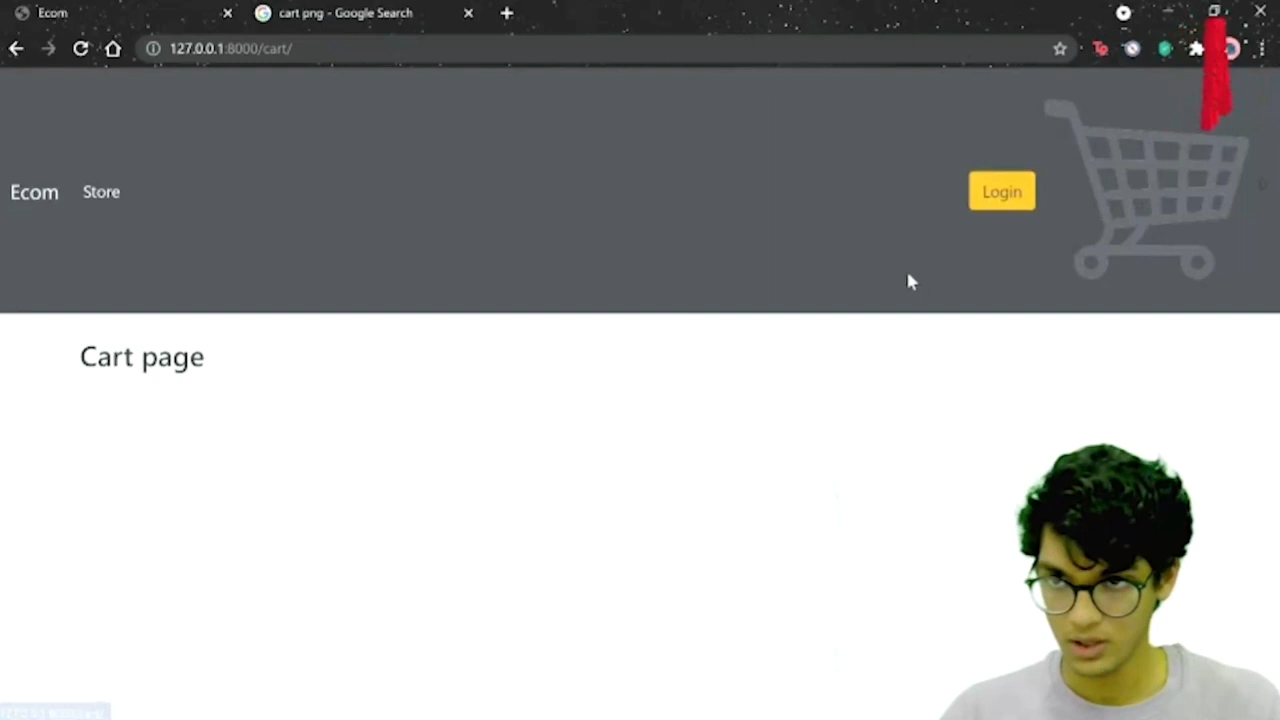 Ecom
cart png - Google Search
127.0.0.1:8000/cart/
Ecom
Store
Login
Cart page